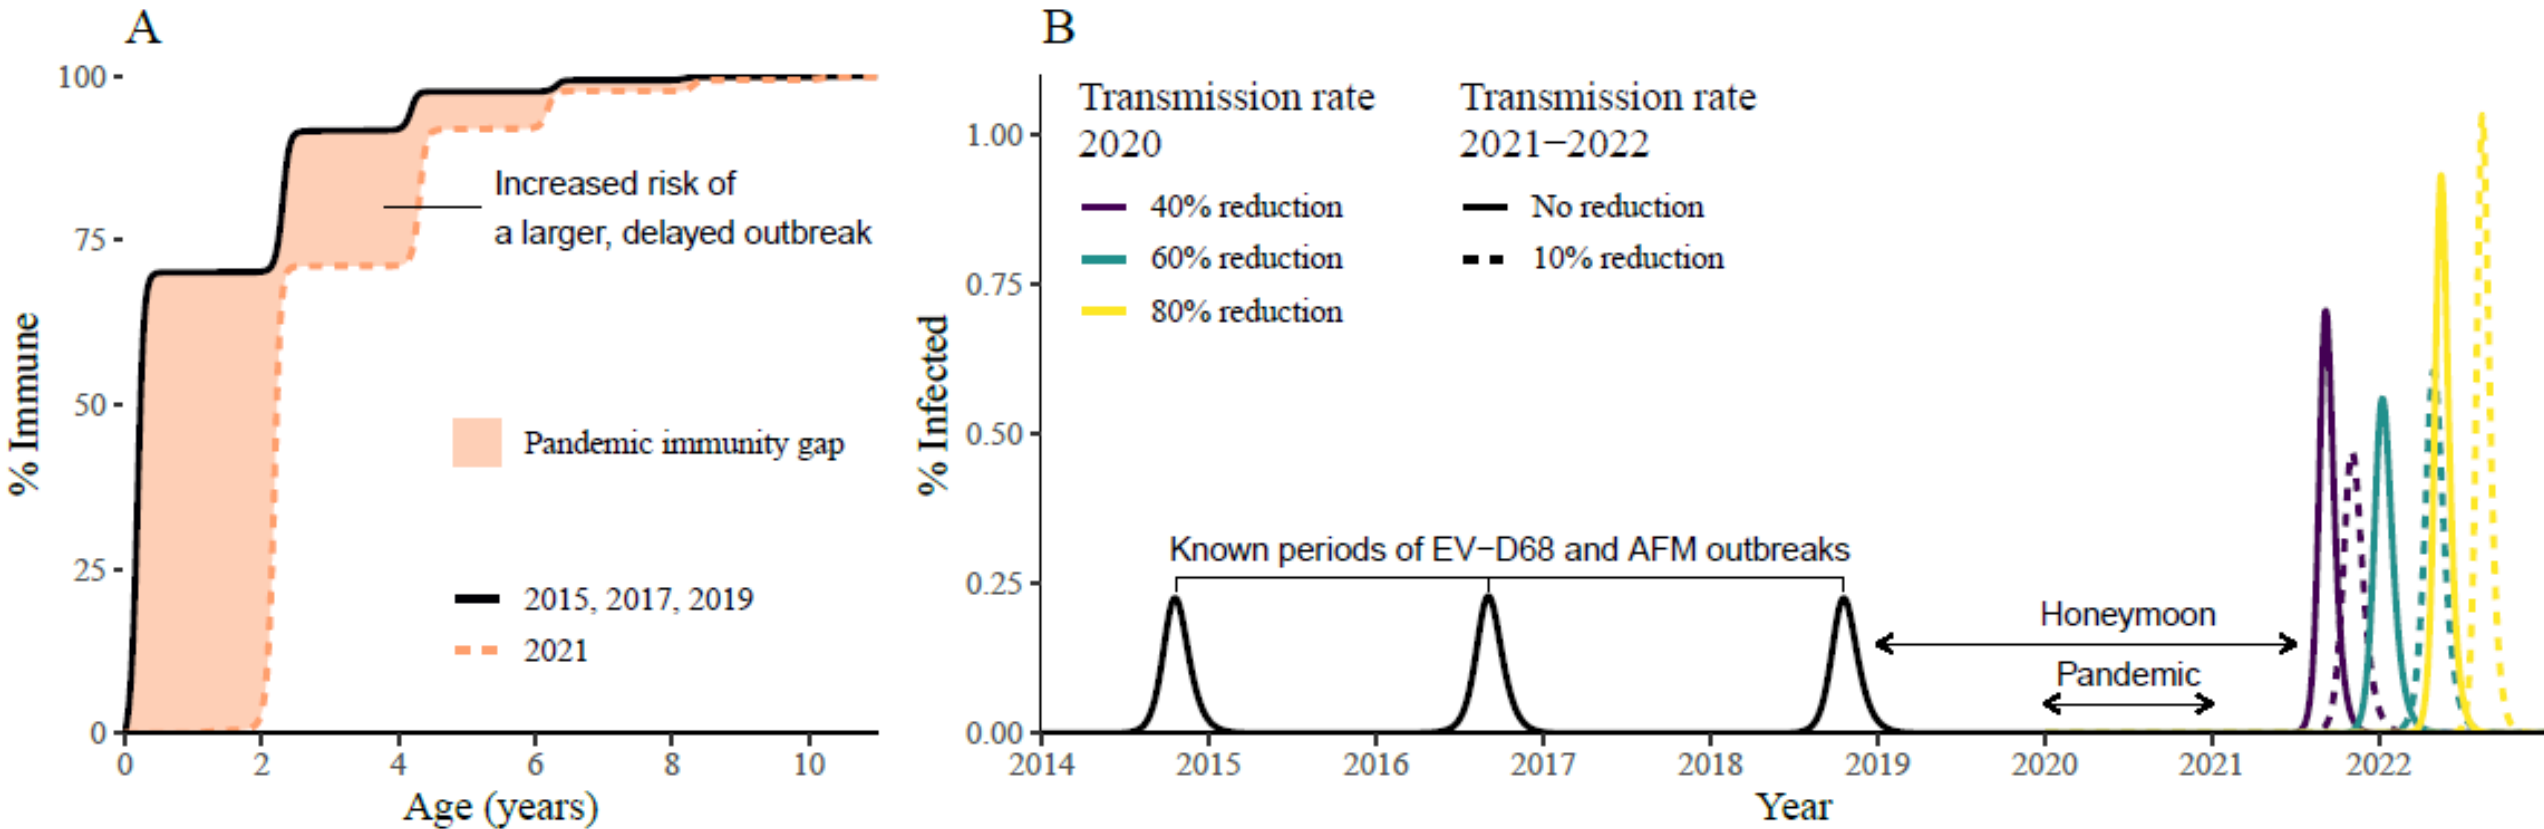 A
100
75
50
25
0
% Immune
Increased risk of
a larger, delayed outbreak
Pandemic immunity gap
2015, 2017, 2019
2021
0 2 4 6 8 10
Age (years)
B
1.00
0.75
0.50
0.25
0.00
% Infected
Transmission rate
2020
40% reduction
60% reduction
80% reduction
Transmission rate
2021−2022
No reduction
10% reduction
Known periods of EV−D68 and AFM outbreaks
Honeymoon
Pandemic
2014 2015 2016 2017 2018 2019 2020 2021 2022
Year